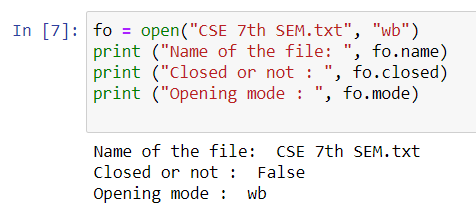 In [7]: fo = open("CSE 7th SEM.txt", "wb")
print ("Name of the file: ", fo.name)
print ("Closed or not : ", fo.closed)
print ("Opening mode : ", fo.mode)
Name of the file:  CSE 7th SEM.txt
Closed or not :  False
Opening mode :  wb